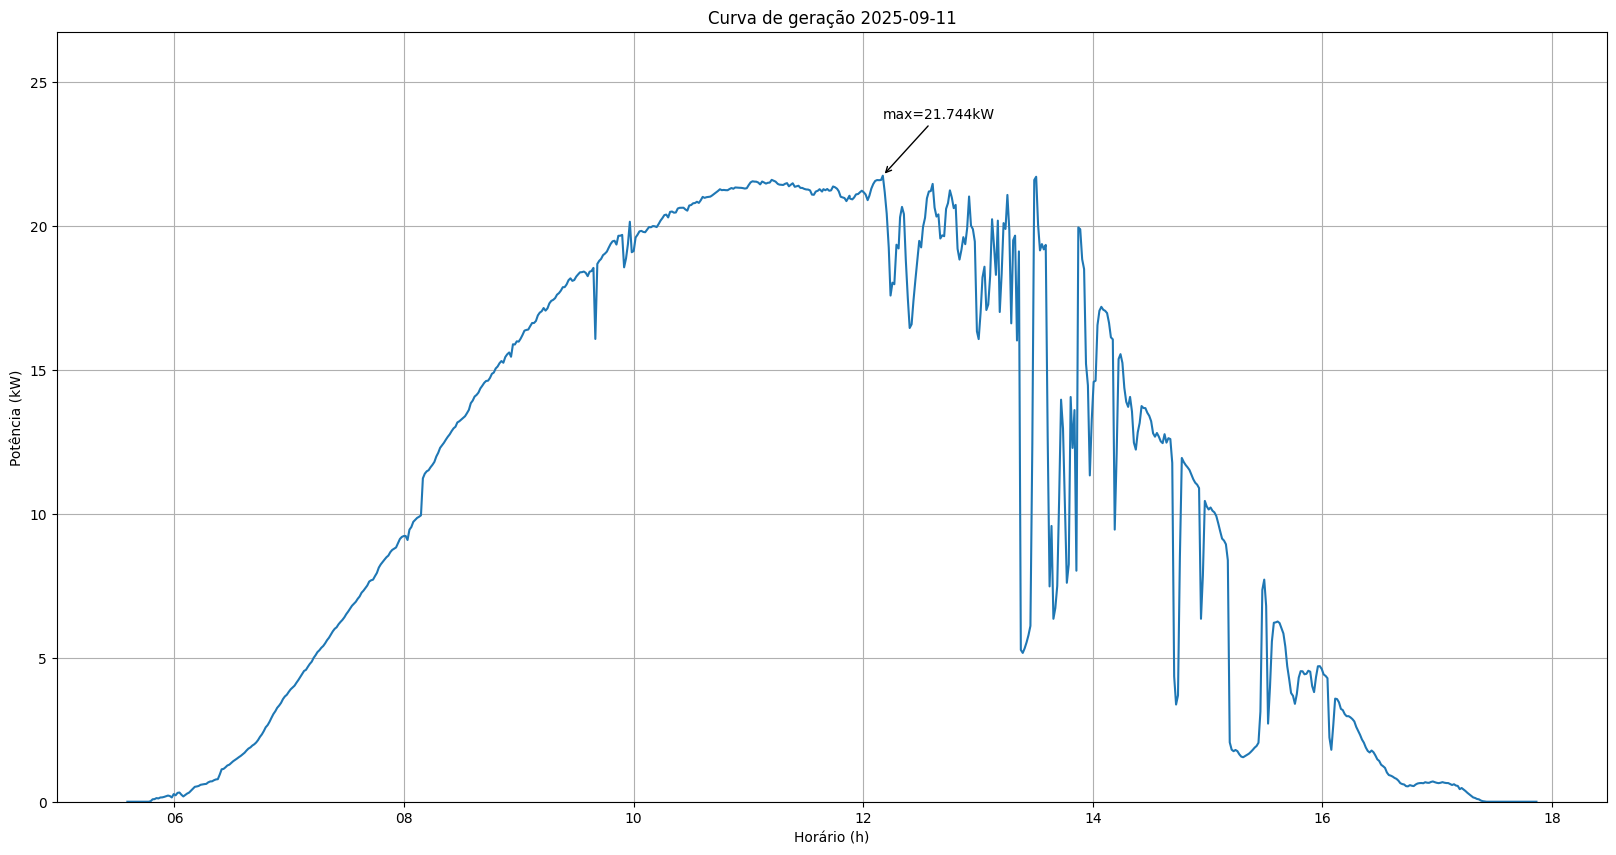 Curva de geração 2025-09-11
25
max=21.744kW
20
15
Potência (kW)
10
5
0
06 08 10 12 14 16 18
Horário (h)